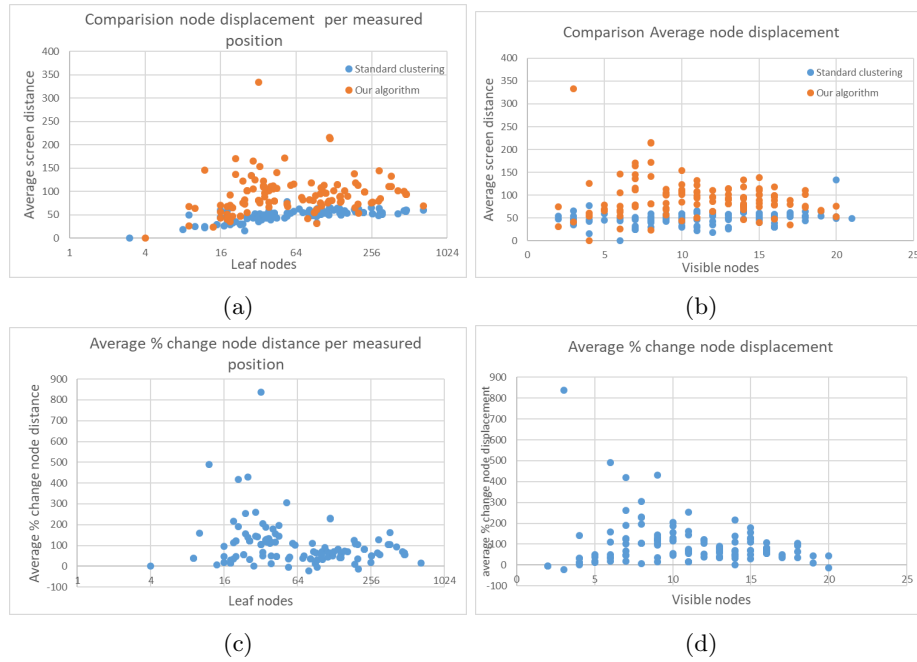 Comparision node displacement per measured
position
400
350
300
250
200
150
100
50
0
1
4
16
64
256
1024
Average screen distance
Leaf nodes
Standard clustering
Our algorithm
(a)
Comparison Average node displacement
400
350
300
250
200
150
100
50
0
0
5
10
15
20
25
Average screen distance
Visible nodes
Standard clustering
Our algorithm
(b)
Average % change node distance per measured
position
900
800
700
600
500
400
300
200
100
0
-100
1
4
16
64
256
1024
Average % change node distance
Leaf nodes
(c)
Average % change node displacement
900
800
700
600
500
400
300
200
100
0
-100
0
5
10
15
20
25
average % change node displacement
Visible nodes
(d)